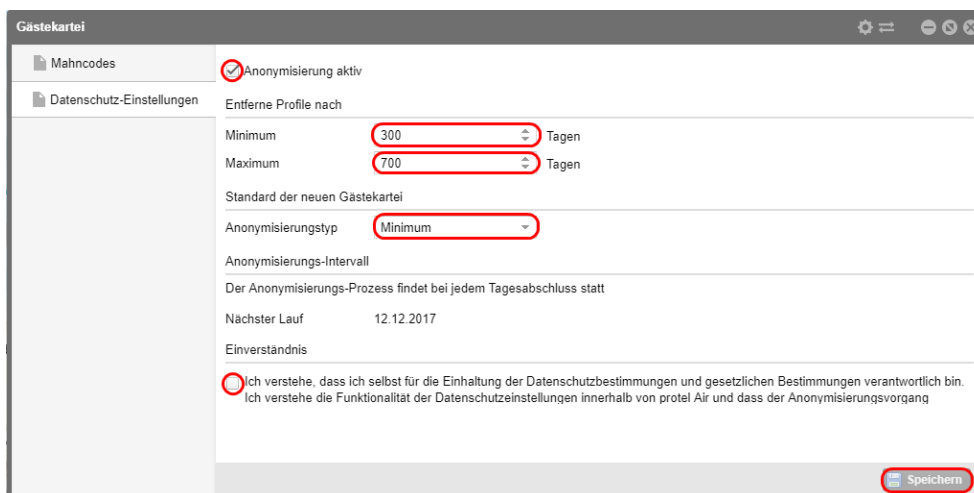 Gästekartei
Mahncodes
Datenschutz-Einstellungen
Anonymisierung aktiv
Entferne Profile nach
Minimum 300 Tagen
Maximum 700 Tagen
Standard der neuen Gästekartei
Anonymisierungstyp Minimum
Anonymisierungs-Intervall
Der Anonymisierungs-Prozess findet bei jedem Tagesabschluss statt
Nächster Lauf 12.12.2017
Einverständnis
Ich verstehe, dass ich selbst für die Einhaltung der Datenschutzbestimmungen und gesetzlichen Bestimmungen verantwortlich bin.
Ich verstehe die Funktionalität der Datenschutzeinstellungen innerhalb von protel Air und dass der Anonymisierungsvorgang
Speichern